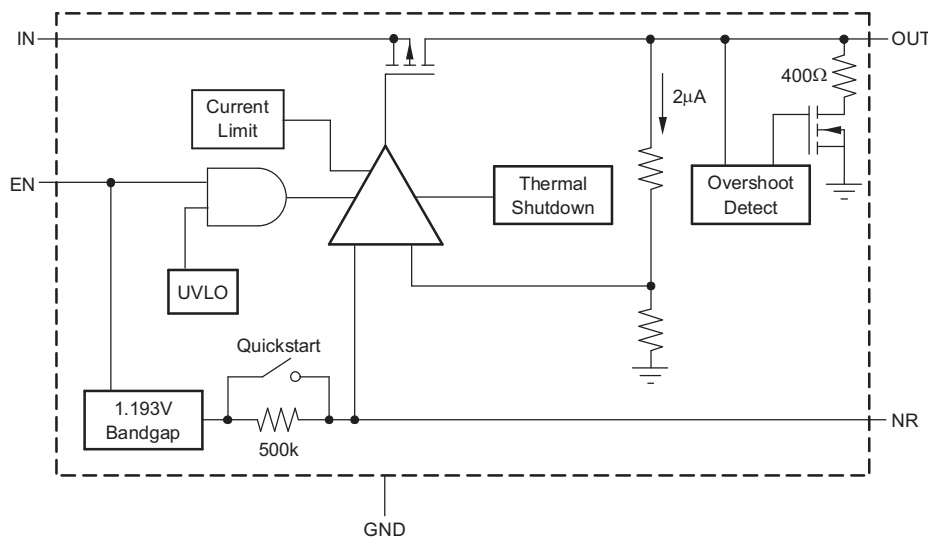 IN
OUT
400Ω
2μA
Current
Limit
EN
Thermal
Shutdown
Overshoot
Detect
UVLO
Quickstart
1.193V
Bandgap
500k
NR
GND